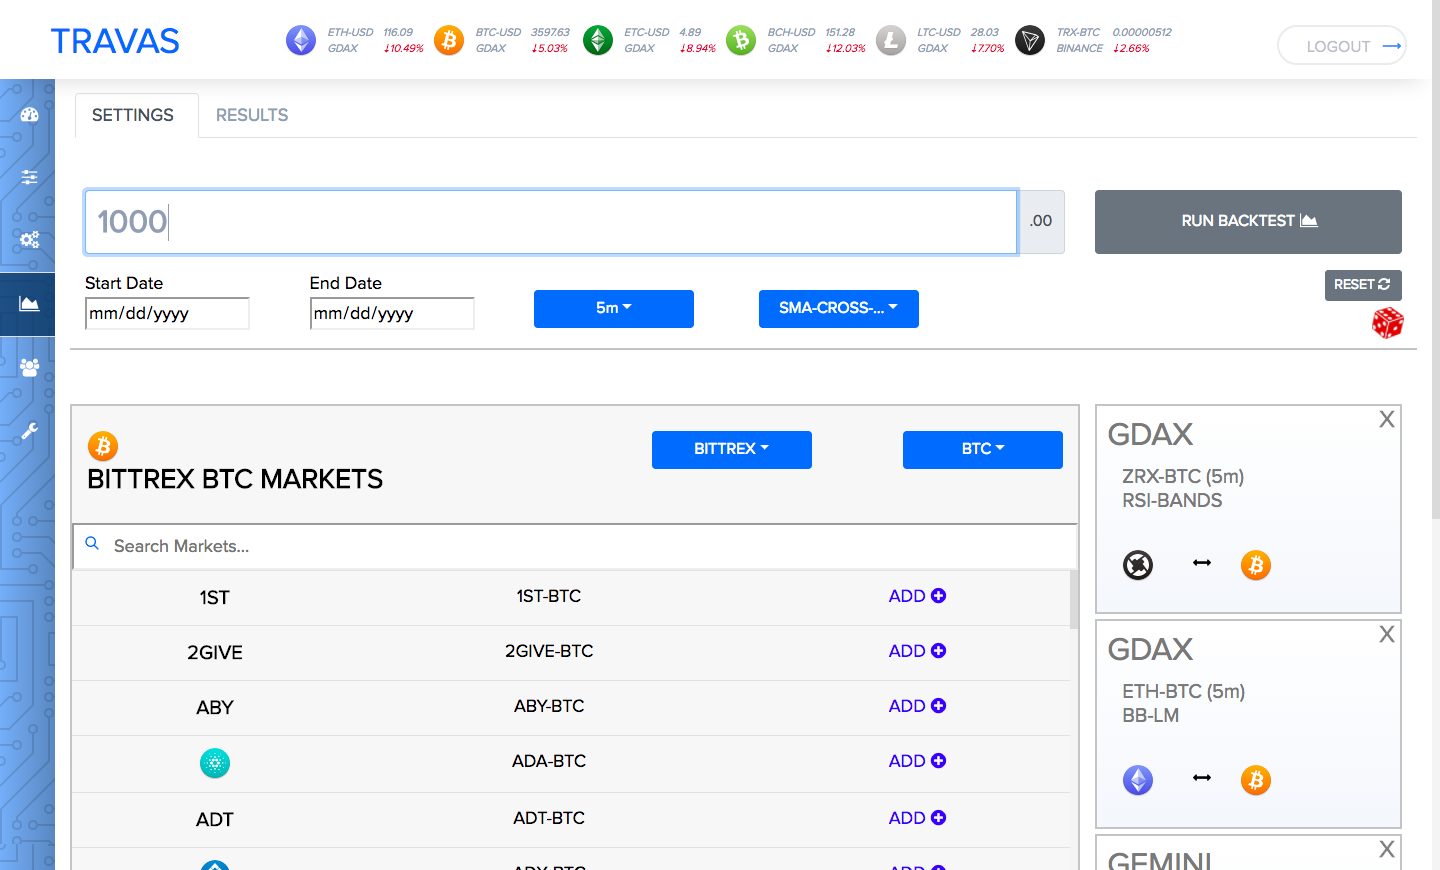 TRAVAS
ETH-USD 116.09
GDAX ↓10.49%
BTC-USD 3597.63
GDAX ↓5.03%
ETC-USD 4.89
GDAX ↓8.94%
BCH-USD 151.28
GDAX ↓12.03%
LTC-USD 28.03
GDAX ↓7.70%
TRX-BTC 0.00000512
BINANCE ↓2.66%
LOGOUT
SETTINGS RESULTS
1000 .00
RUN BACKTEST
Start Date
mm/dd/yyyy
End Date
mm/dd/yyyy
5m
SMA-CROSS-...
RESET
BITTREX BTC MARKETS
BITTREX
BTC
Search Markets...
1ST 1ST-BTC ADD
2GIVE 2GIVE-BTC ADD
ABY ABY-BTC ADD
ADA-BTC ADD
ADT ADT-BTC ADD
ADX-BTC ADD
X
GDAX
ZRX-BTC (5m)
RSI-BANDS
X
GDAX
ETH-BTC (5m)
BB-LM
X
GEMINI